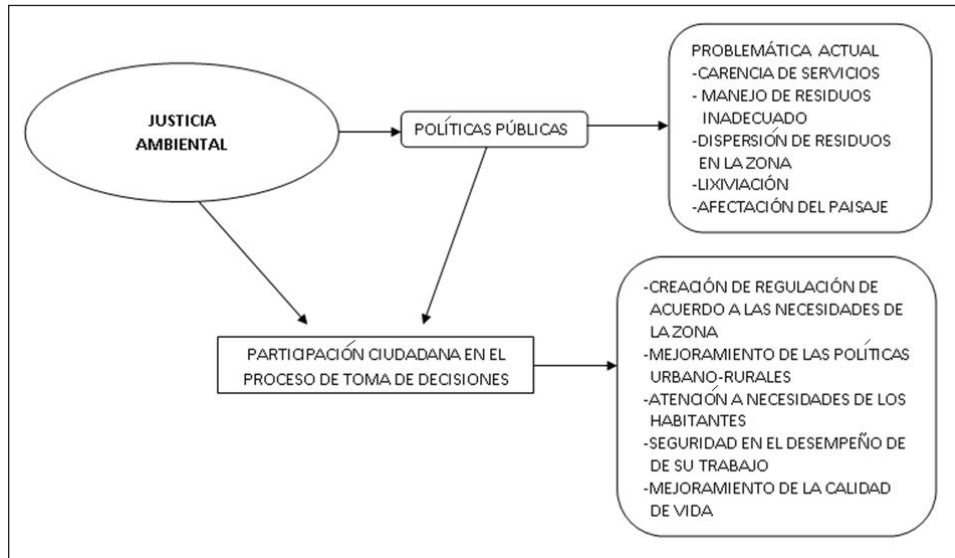 JUSTICIA
AMBIENTAL
POLÍTICAS PÚBLICAS
PROBLEMÁTICA ACTUAL
-CARENCIA DE SERVICIOS
- MANEJO DE RESIDUOS
INADECUADO
-DISPERSIÓN DE RESIDUOS
EN LA ZONA
-LIXIVIACIÓN
-AFECTACIÓN DEL PAISAJE
PARTICIPACIÓN CIUDADANA EN EL
PROCESO DE TOMA DE DECISIONES
-CREACIÓN DE REGULACIÓN DE
ACUERDO A LAS NECESIDADES DE
LA ZONA
-MEJORAMIENTO DE LAS POLÍTICAS
URBANO-RURALES
-ATENCIÓN A NECESIDADES DE LOS
HABITANTES
-SEGURIDAD EN EL DESEMPEÑO DE
DE SU TRABAJO
-MEJORAMIENTO DE LA CALIDAD
DE VIDA